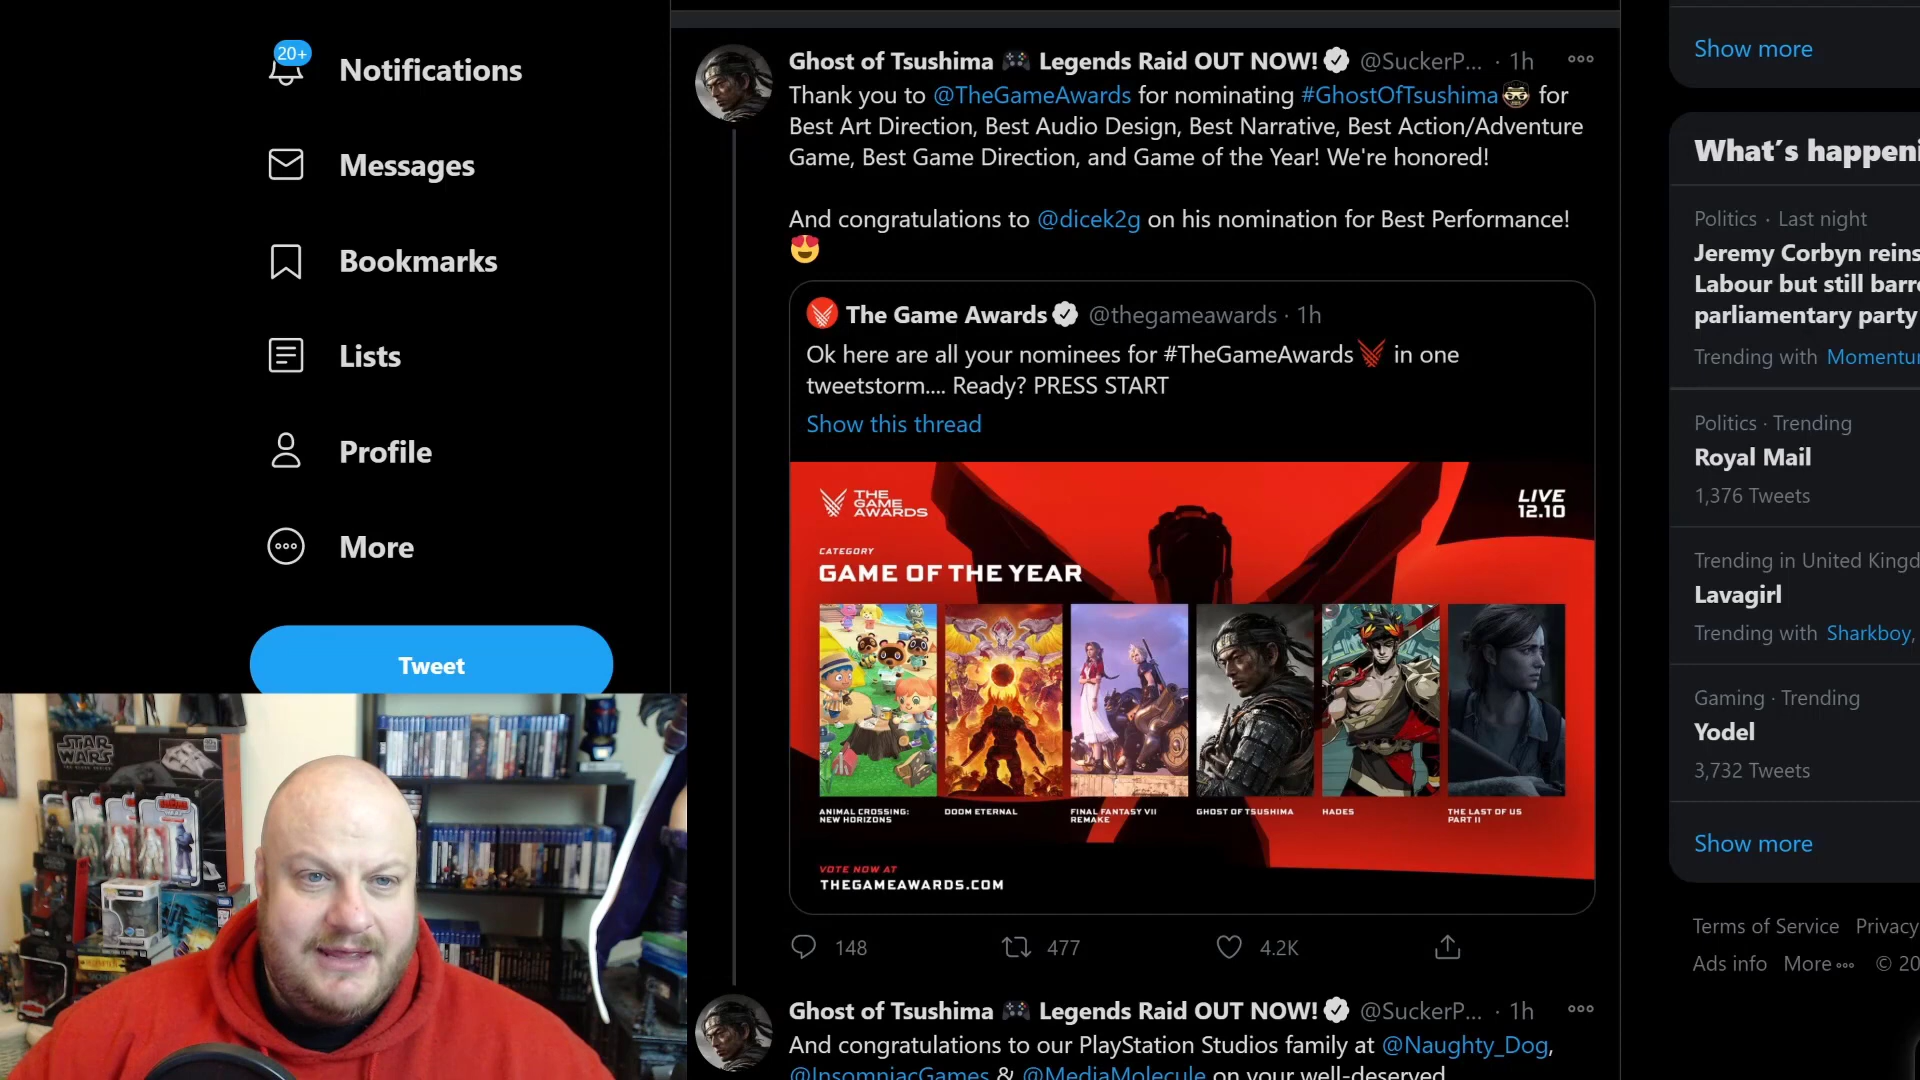 20+
Notifications
Messages
Bookmarks
Lists
Profile
More
Tweet
STAR
WARS
Ghost of Tsushima 🎮 Legends Raid OUT NOW! @SuckerP... · 1h
Thank you to @TheGameAwards for nominating #GhostOfTsushima for
Best Art Direction, Best Audio Design, Best Narrative, Best Action/Adventure
Game, Best Game Direction, and Game of the Year! We're honored!
And congratulations to @dicek2g on his nomination for Best Performance!
😍
The Game Awards @thegameawards · 1h
Ok here are all your nominees for #TheGameAwards in one
tweetstorm.... Ready? PRESS START
Show this thread
THE
GAME
AWARDS
LIVE
12.10
CATEGORY
GAME OF THE YEAR
ANIMAL CROSSING:
NEW HORIZONS
DOOM ETERNAL
FINAL FANTASY VII
REMAKE
GHOST OF TSUSHIMA
HADES
THE LAST OF US
PART II
VOTE NOW AT
THEGAMEAWARDS.COM
148
477
4.2K
Ghost of Tsushima 🎮 Legends Raid OUT NOW! @SuckerP... · 1h
And congratulations to our PlayStation Studios family at @Naughty_Dog,
@InsomniacGames & @MediaMolecule on your well-deserved
Show more
What's happeni
Politics · Last night
Jeremy Corbyn reins
Labour but still barre
parliamentary party
Trending with Momentu
Politics · Trending
Royal Mail
1,376 Tweets
Trending in United Kingd
Lavagirl
Trending with Sharkboy,
Gaming · Trending
Yodel
3,732 Tweets
Show more
Terms of Service Privacy
Ads info More ··· © 20